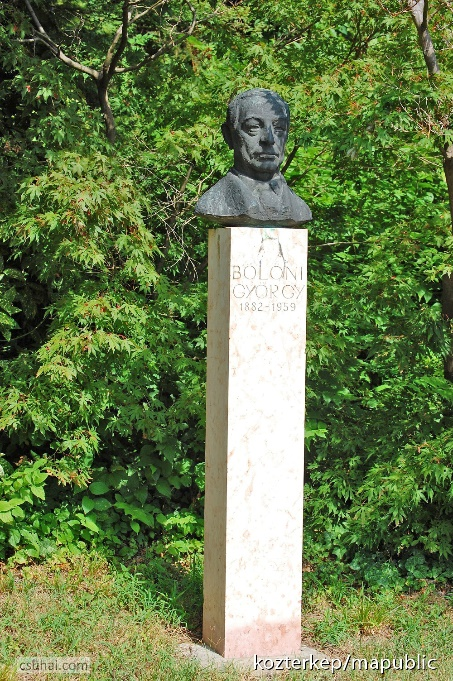 BÖLÖNI
GYÖRGY
1882-1959
csuhai.com
kozterkep/mapublic